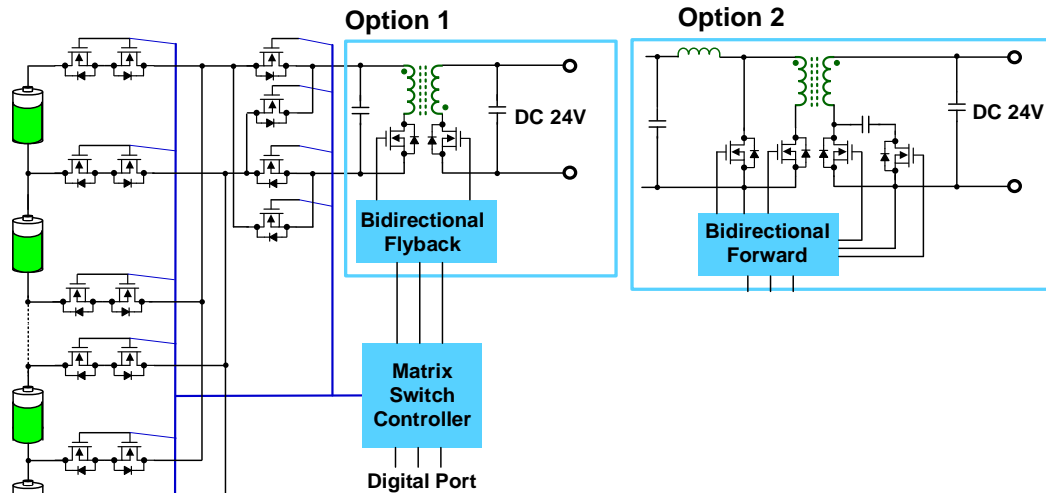 Option 1
Option 2
DC 24V
DC 24V
Bidirectional
Flyback
Bidirectional
Forward
Matrix
Switch
Controller
Digital Port